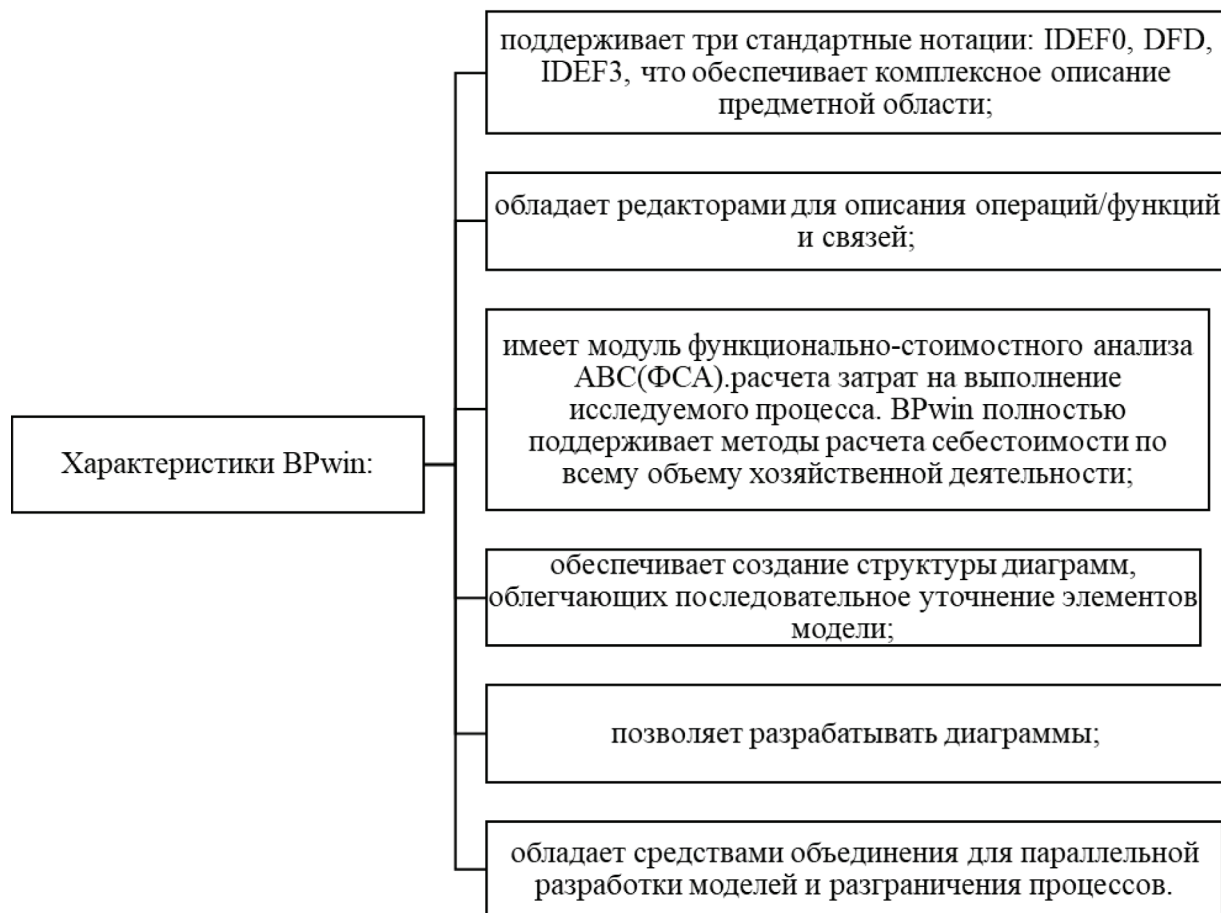 поддерживает три стандартные нотации: IDEF0, DFD,
IDEF3, что обеспечивает комплексное описание
предметной области;
обладает редакторами для описания операций/функций
и связей;
имеет модуль функционально-стоимостного анализа
АВС(ФСА).расчета затрат на выполнение
исследуемого процесса. BPwin полностью
поддерживает методы расчета себестоимости по
всему объему хозяйственной деятельности;
Характеристики BPwin:
обеспечивает создание структуры диаграмм,
облегчающих последовательное уточнение элементов
модели;
позволяет разрабатывать диаграммы;
обладает средствами объединения для параллельной
разработки моделей и разграничения процессов.